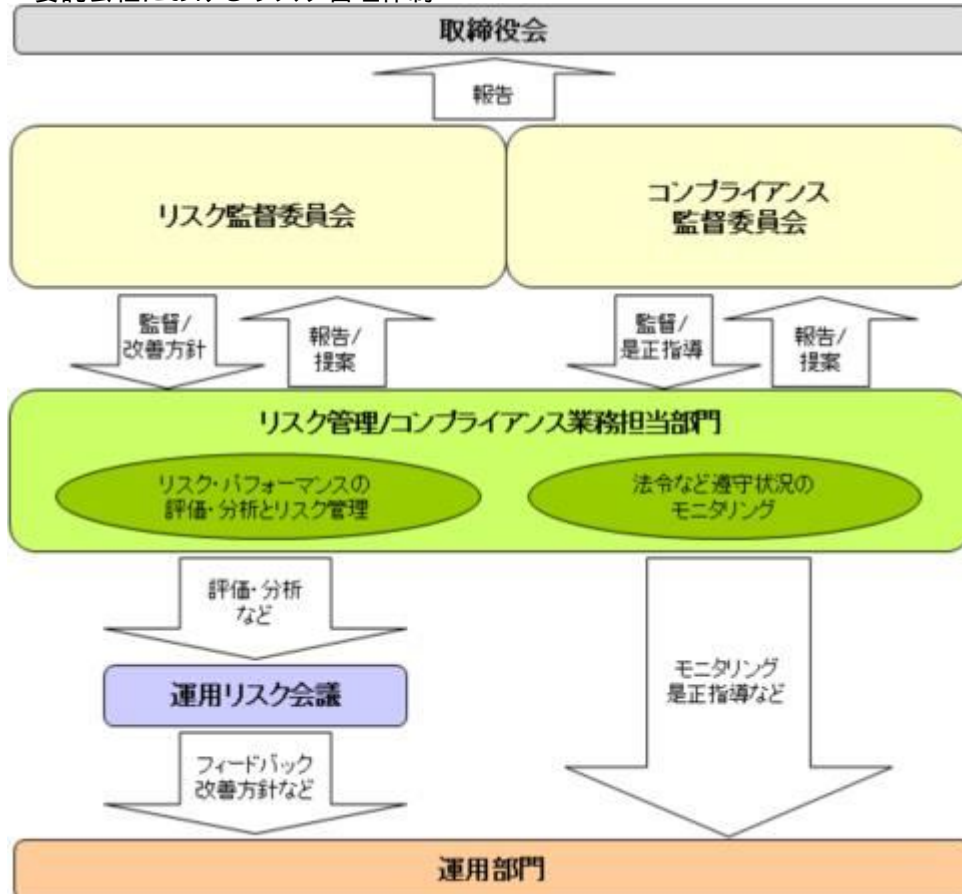 取締役会
報告
リスク監督委員会
コンプライアンス
監督委員会
監督/
改善方針
報告/
提案
監督/
是正指導
報告/
提案
リスク管理/コンプライアンス業務担当部門
リスク・パフォーマンスの
評価・分析とリスク管理
法令など遵守状況の
モニタリング
評価・分析
など
運用リスク会議
モニタリング
是正指導など
フィードバック
改善方針など
運用部門